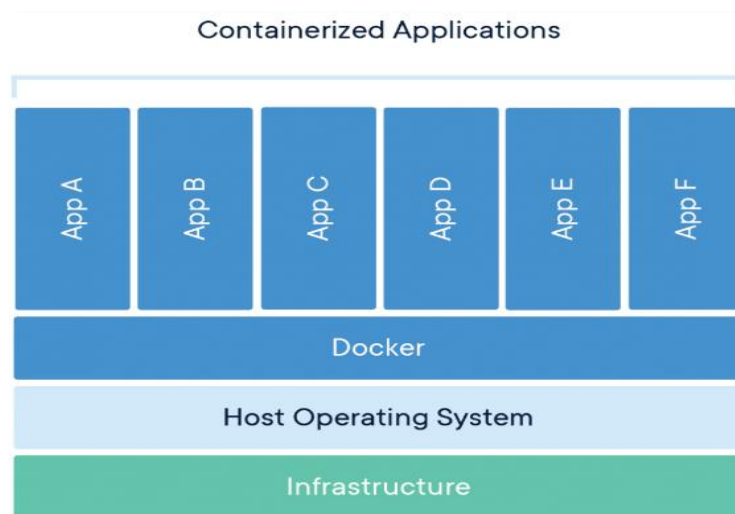 Containerized Applications
App A
App B
App C
App D
App E
App F
Docker
Host Operating System
Infrastructure